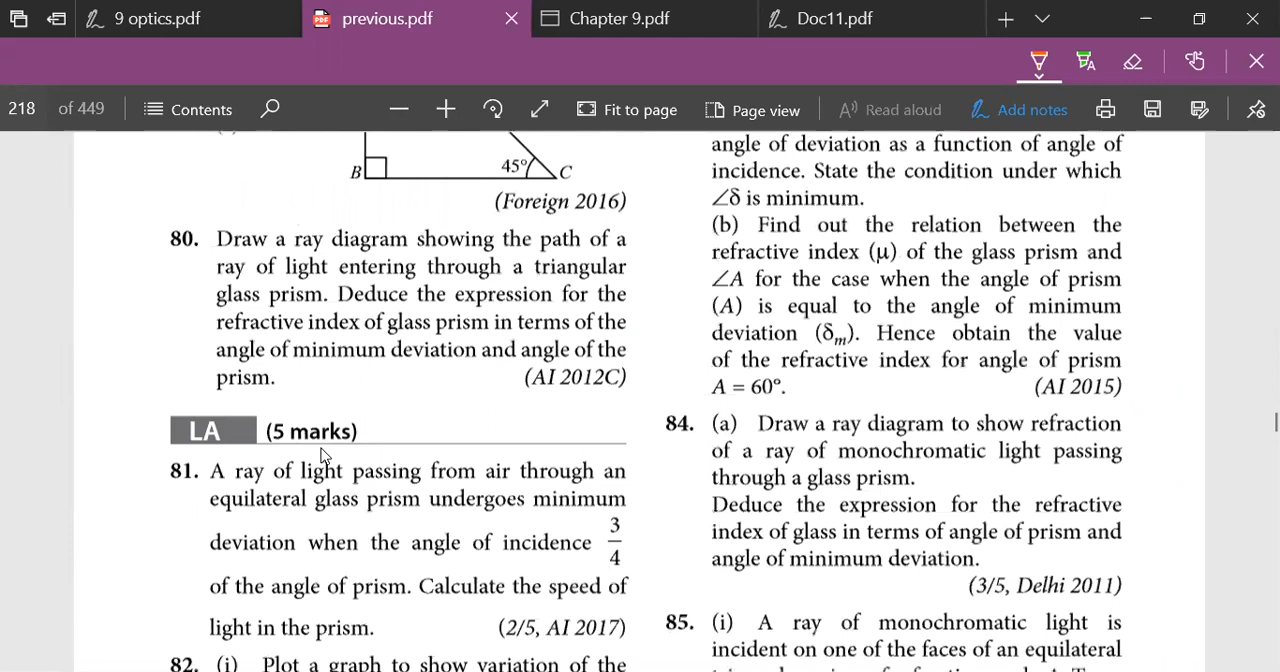 9 optics.pdf
previous.pdf
Chapter 9.pdf
Doc11.pdf
218 of 449
Contents
Fit to page
Page view
Read aloud
Add notes
B
45°
C
(Foreign 2016)
80. Draw a ray diagram showing the path of a
ray of light entering through a triangular
glass prism. Deduce the expression for the
refractive index of glass prism in terms of the
angle of minimum deviation and angle of the
prism. (AI 2012C)
LA (5 marks)
81. A ray of light passing from air through an
equilateral glass prism undergoes minimum
deviation when the angle of incidence 3/4
of the angle of prism. Calculate the speed of
light in the prism. (2/5, AI 2017)
82. (i) Plot a graph to show variation of the
angle of deviation as a function of angle of
incidence. State the condition under which
∠δ is minimum.
(b) Find out the relation between the
refractive index (μ) of the glass prism and
∠A for the case when the angle of prism
(A) is equal to the angle of minimum
deviation (δm). Hence obtain the value
of the refractive index for angle of prism
A = 60°. (AI 2015)
84. (a) Draw a ray diagram to show refraction
of a ray of monochromatic light passing
through a glass prism.
Deduce the expression for the refractive
index of glass in terms of angle of prism and
angle of minimum deviation.
(3/5, Delhi 2011)
85. (i) A ray of monochromatic light is
incident on one of the faces of an equilateral